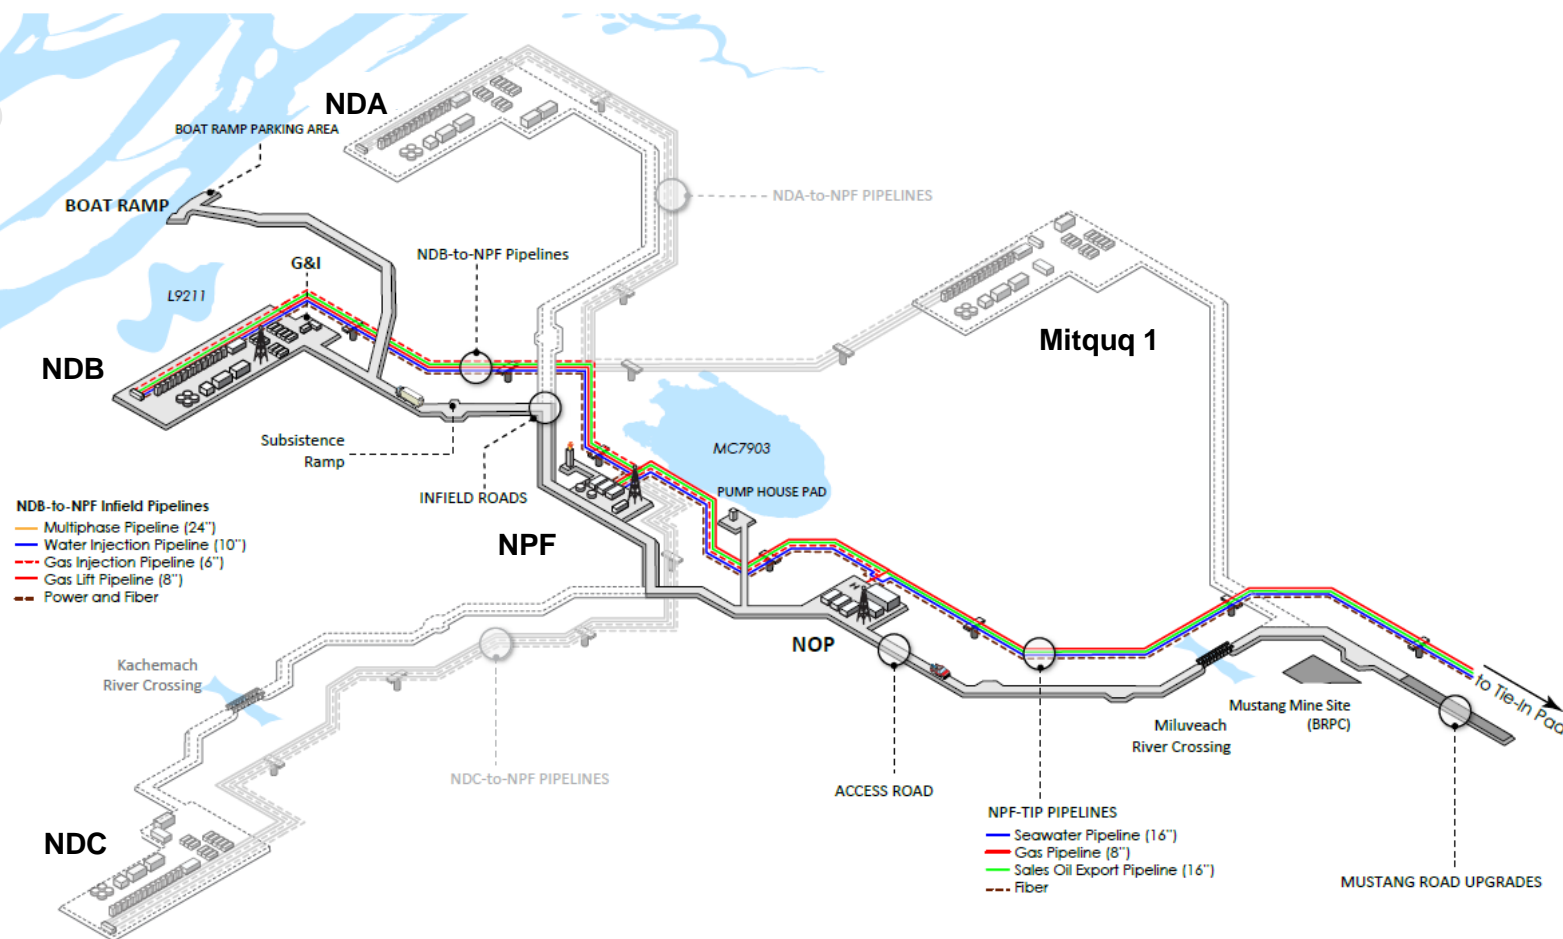 NDA
BOAT RAMP PARKING AREA
NDA-to-NPF PIPELINES
BOAT RAMP
NDB-to-NPF Pipelines
G&I
L9211
Mitquq 1
NDB
Subsistence
Ramp
MC7903
INFIELD ROADS
PUMP HOUSE PAD
NPF
NDB-to-NPF Infield Pipelines
Multiphase Pipeline (24")
Water Injection Pipeline (10")
Gas Injection Pipeline (6")
Gas Lift Pipeline (8")
Power and Fiber
NOP
Kachemach
River Crossing
to Tie-In Pad
Mustang Mine Site
(BRPC)
Miluveach
River Crossing
NDC-to-NPF PIPELINES
ACCESS ROAD
NPF-TIP PIPELINES
Seawater Pipeline (16")
Gas Pipeline (8")
Sales Oil Export Pipeline (16")
Fiber
NDC
MUSTANG ROAD UPGRADES